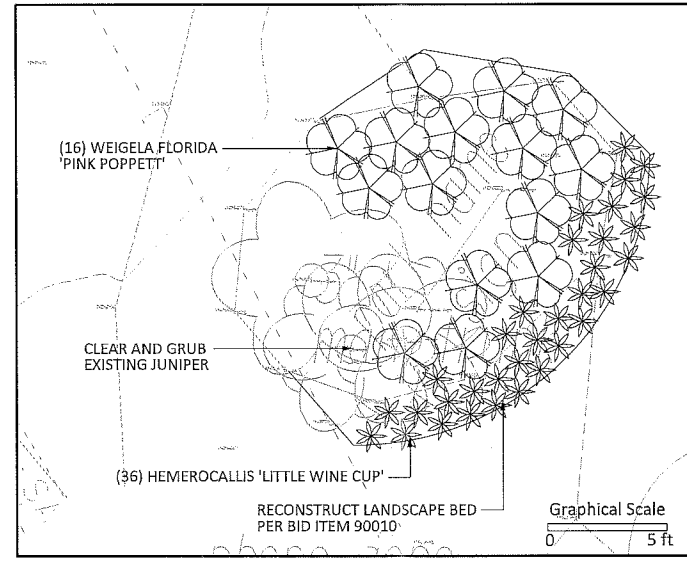 (16) WEIGELA FLORIDA
'PINK POPPETT'
CLEAR AND GRUB
EXISTING JUNIPER
(36) HEMEROCALLIS 'LITTLE WINE CUP'
RECONSTRUCT LANDSCAPE BED
PER BID ITEM 90010
Graphical Scale
0 5 ft